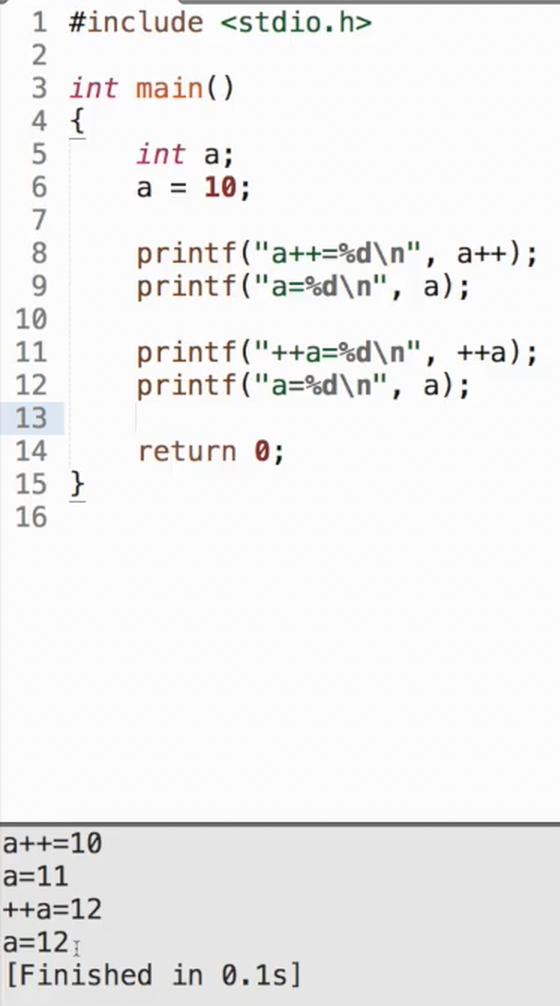 1 #include <stdio.h>
2
3 int main()
4 {
5     int a;
6     a = 10;
7
8     printf("a++=%d\n", a++);
9     printf("a=%d\n", a);
10
11     printf("++a=%d\n", ++a);
12     printf("a=%d\n", a);
13
14     return 0;
15 }
16
a++=10
a=11
++a=12
a=12
[Finished in 0.1s]